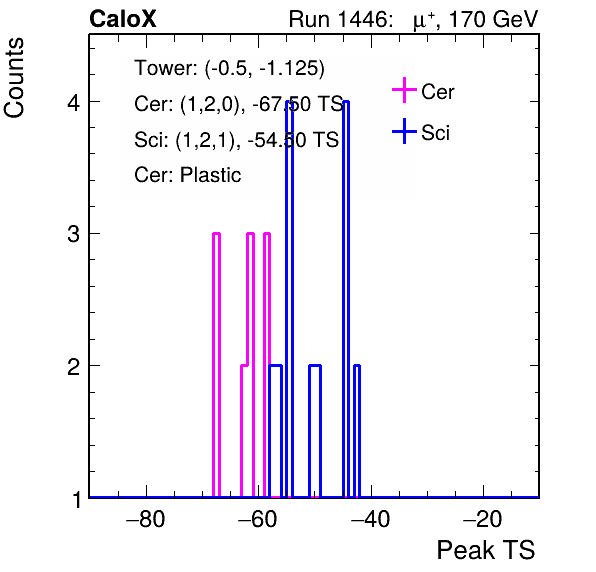 CaloX Run 1446: μ⁺, 170 GeV
Counts
Tower: (-0.5, -1.125)
Cer: (1,2,0), -67.50 TS
Sci: (1,2,1), -54.50 TS
Cer: Plastic
Cer
Sci
4
3
2
1
−80 −60 −40 −20
Peak TS